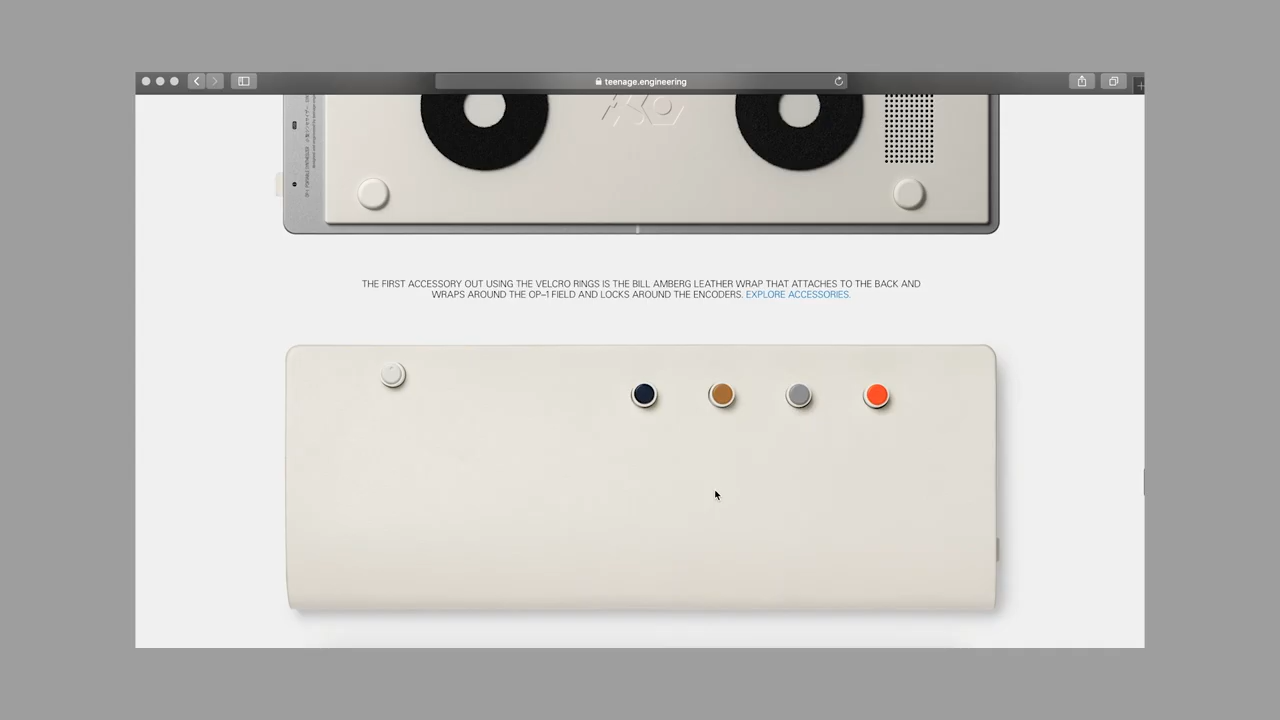 teenage.engineering
THE FIRST ACCESSORY OUT USING THE VELCRO RINGS IS THE BILL AMBERG LEATHER WRAP THAT ATTACHES TO THE BACK AND
WRAPS AROUND THE OP–1 FIELD AND LOCKS AROUND THE ENCODERS. EXPLORE ACCESSORIES.